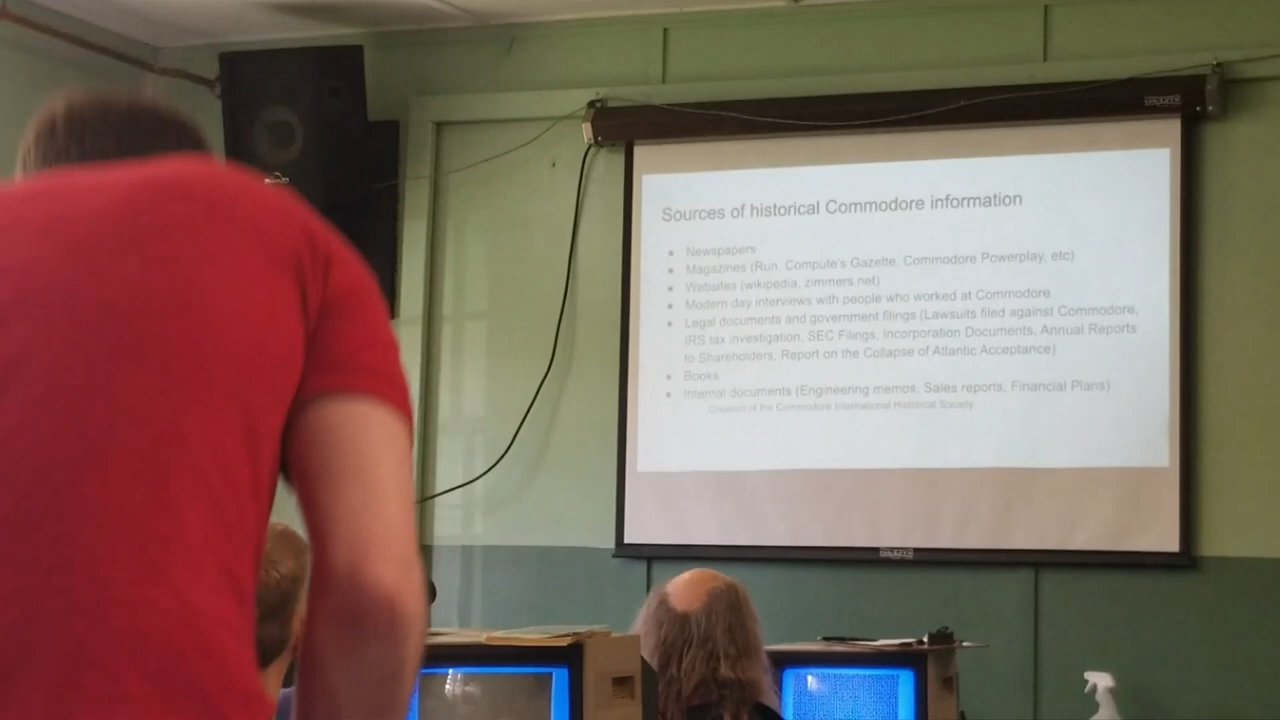 Sources of historical Commodore information
● Newspapers
● Magazines (Run, Compute's Gazette, Commodore Powerplay, etc)
● Websites (wikipedia, zimmers.net)
● Modern day interviews with people who worked at Commodore
● Legal documents and government filings (Lawsuits filed against Commodore,
IRS tax investigation, SEC Filings, Incorporation Documents, Annual Reports
to Shareholders, Report on the Collapse of Atlantic Acceptance)
● Books
● Internal documents (Engineering memos, Sales reports, Financial Plans)
Creation of the Commodore International Historical Society